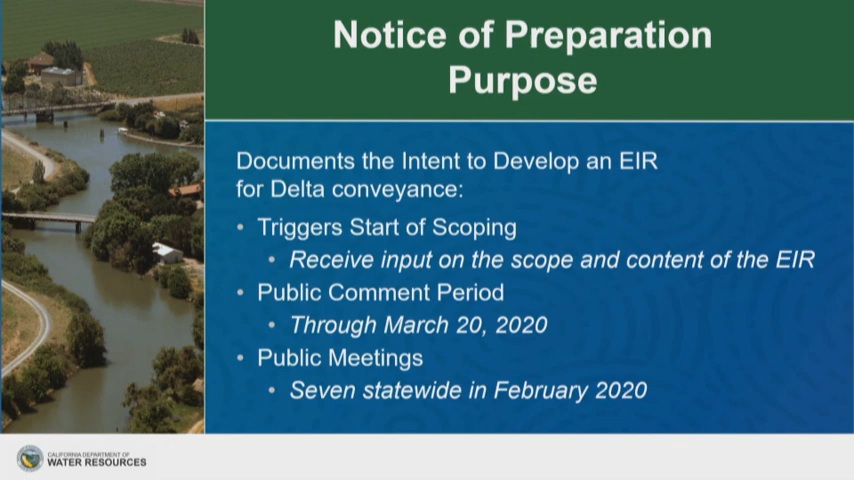 Notice of Preparation
Purpose
Documents the Intent to Develop an EIR
for Delta conveyance:
• Triggers Start of Scoping
• Receive input on the scope and content of the EIR
• Public Comment Period
• Through March 20, 2020
• Public Meetings
• Seven statewide in February 2020
CALIFORNIA DEPARTMENT OF
WATER RESOURCES